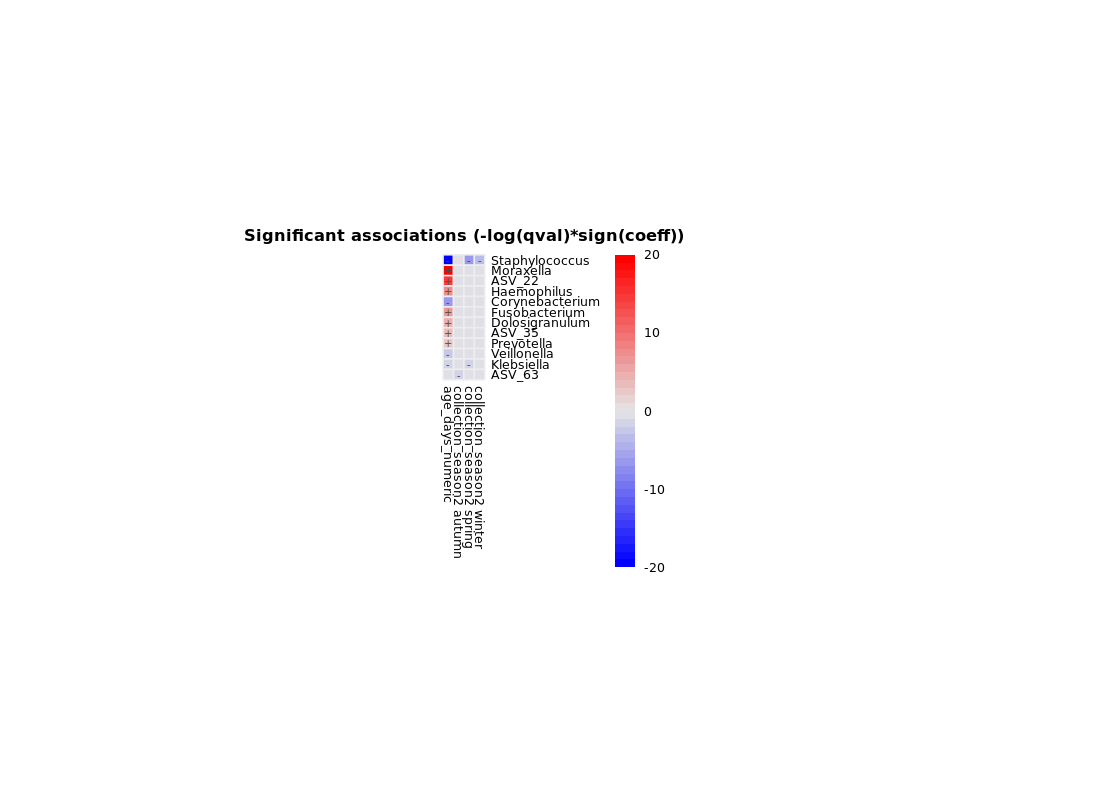 Significant associations (-log(qval)*sign(coeff))
- - Staphylococcus
+ Moraxella
+ ASV_22
+ Haemophilus
- Corynebacterium
+ Fusobacterium
+ Dolosigranulum
+ ASV_35
+ Prevotella
- Veillonella
- - Klebsiella
- ASV_63
age_days_numeric
collection_season2 autumn
collection_season2 spring
collection_season2 winter
20
10
0
-10
-20